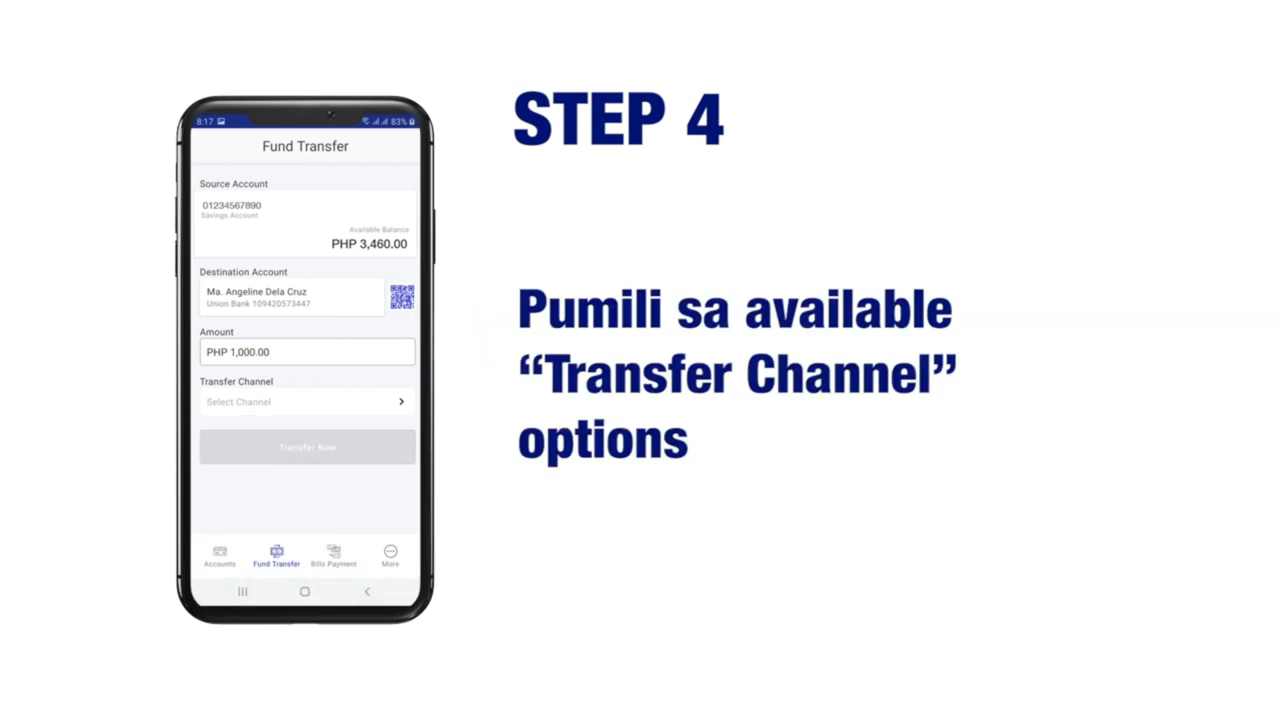 STEP 4
Pumili sa available
“Transfer Channel”
options
8:17
83%
Fund Transfer
Source Account
01234567890
Savings Account
Available Balance
PHP 3,460.00
Destination Account
Ma. Angeline Dela Cruz
Union Bank 109420573447
Amount
PHP 1,000.00
Transfer Channel
Select Channel
Transfer Now
Accounts
Fund Transfer
Bills Payment
More